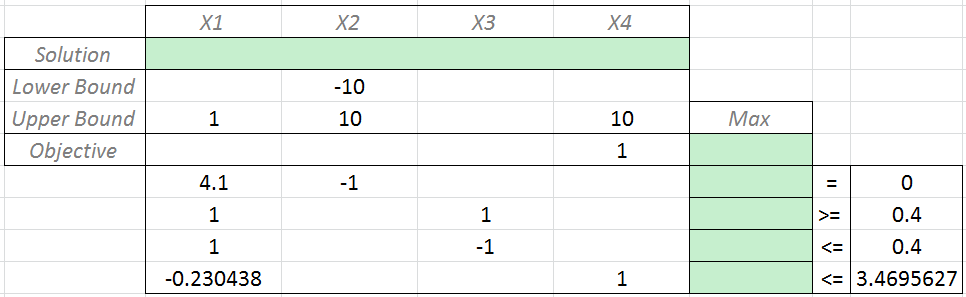 X1 X2 X3 X4
Solution
Lower Bound -10
Upper Bound 1 10 10 Max
Objective 1
4.1 -1 = 0
1 1 >= 0.4
1 -1 <= 0.4
-0.230438 1 <= 3.4695627